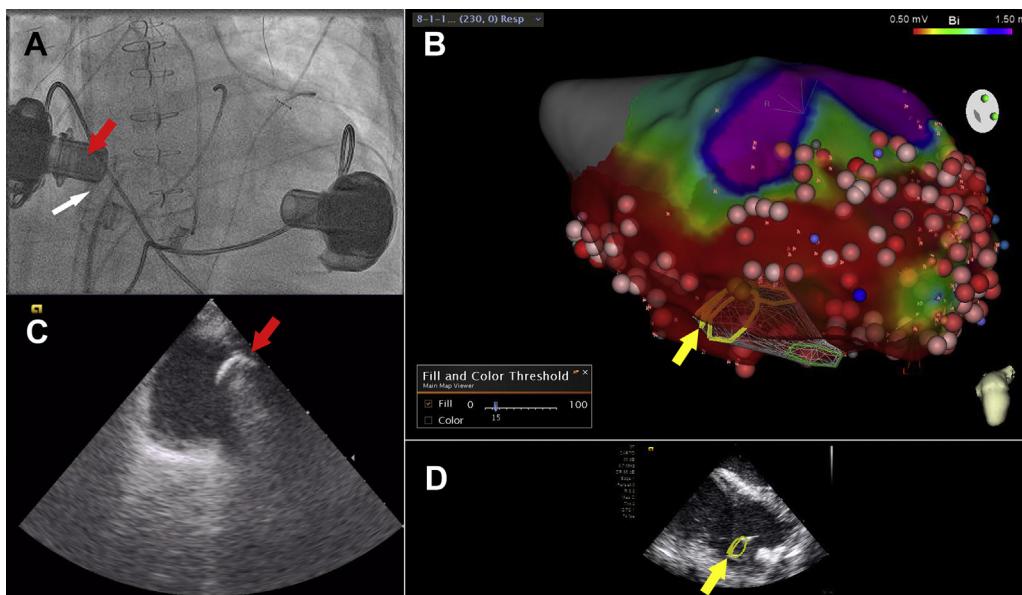 A
B
8-1-1... (230, 0) Resp
0.50 mV Bi 1.50 m
Fill and Color Threshold
Main Map Viewer
Fill 0 100
15
Color
C
D